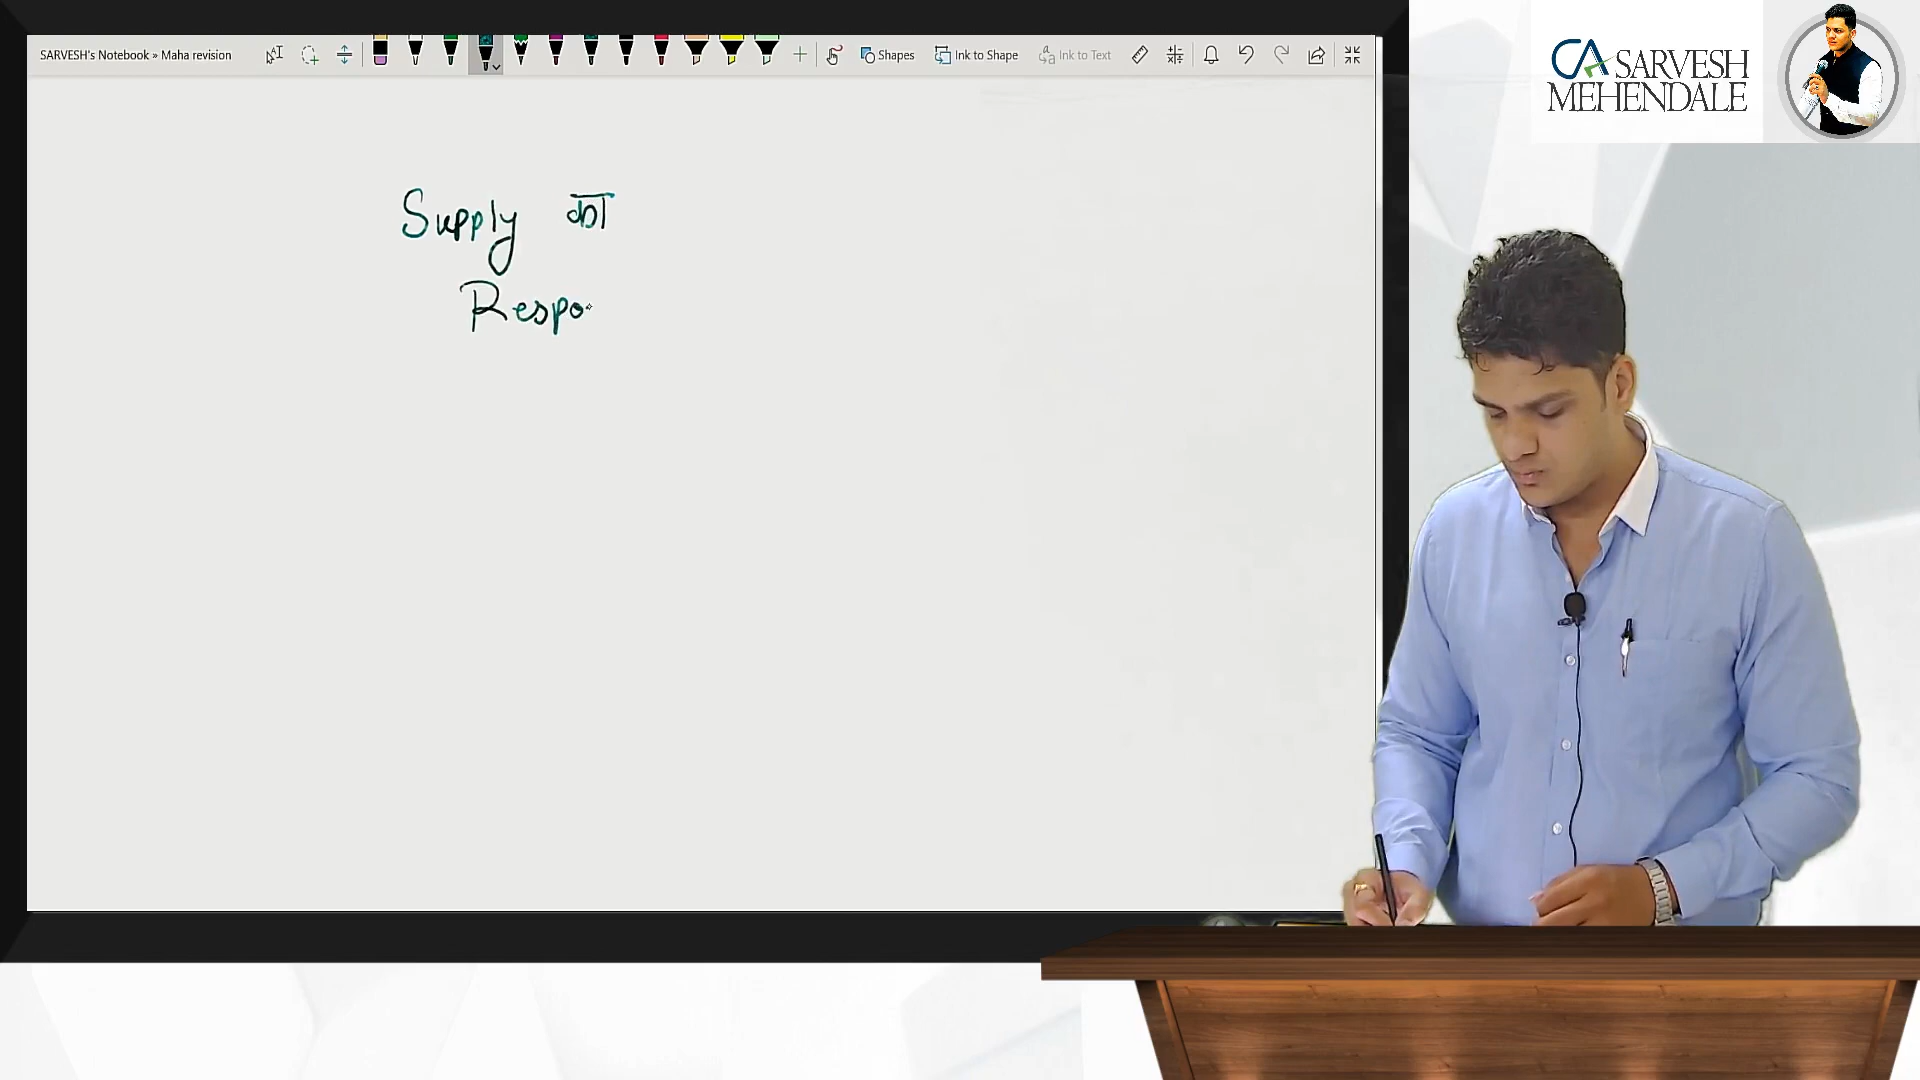 SARVESH's Notebook » Maha revision
Shapes
Ink to Shape
Ink to Text
CA SARVESH
MEHENDALE
Supply का
Respo